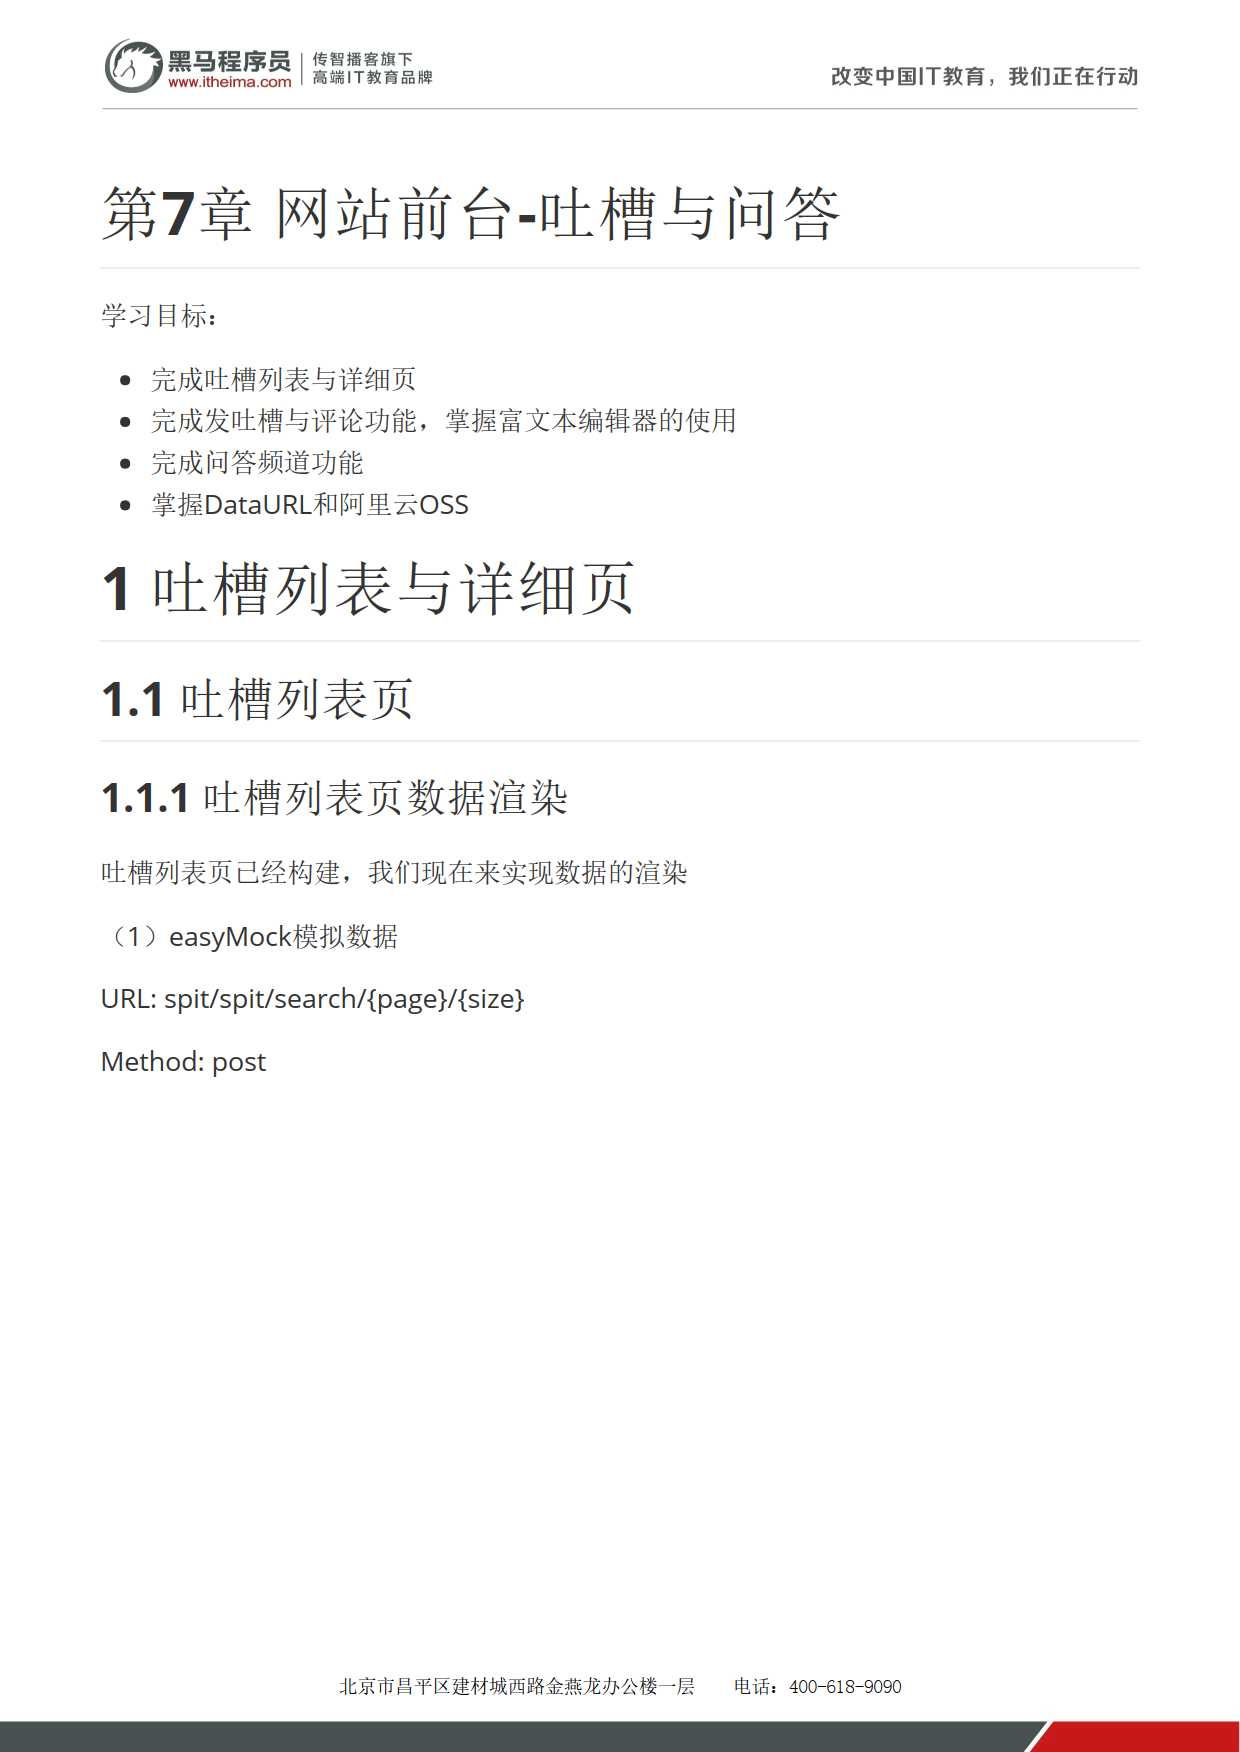 黑马程序员
www.itheima.com
传智播客旗下
高端IT教育品牌
改变中国IT教育，我们正在行动
第7章 网站前台-吐槽与问答
学习目标：
完成吐槽列表与详细页
完成发吐槽与评论功能，掌握富文本编辑器的使用
完成问答频道功能
掌握DataURL和阿里云OSS
1 吐槽列表与详细页
1.1 吐槽列表页
1.1.1 吐槽列表页数据渲染
吐槽列表页已经构建，我们现在来实现数据的渲染
（1）easyMock模拟数据
URL: spit/spit/search/{page}/{size}
Method: post
北京市昌平区建材城西路金燕龙办公楼一层 电话：400-618-9090